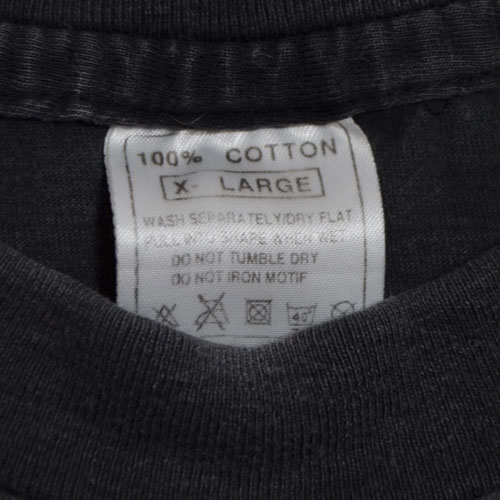 100% COTTON
X- LARGE
WASH SEPARATELY/DRY FLAT
PULL INTO SHAPE WHEN WET
DO NOT TUMBLE DRY
DO NOT IRON MOTIF
40°